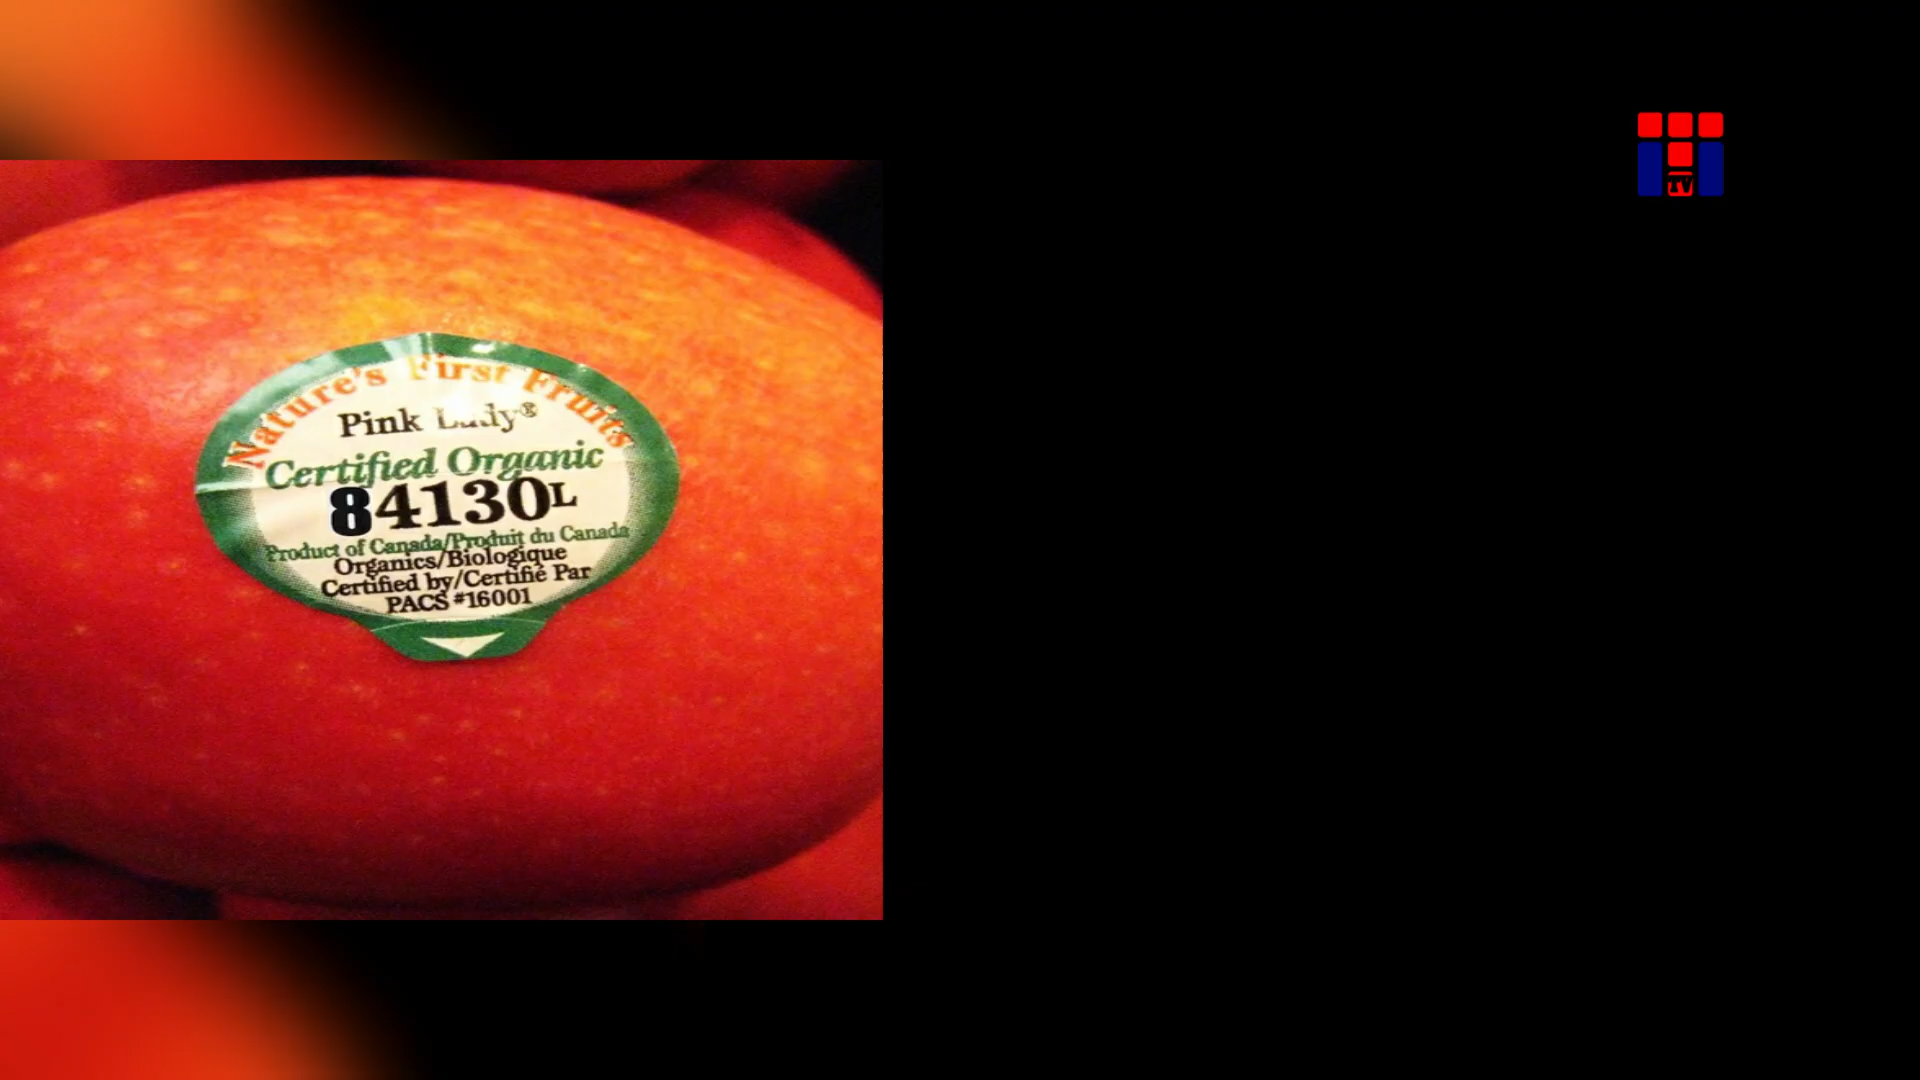 Nature's First Fruits
Pink Lady®
Certified Organic
84130L
Product of Canada/Produit du Canada
Organics/Biologique
Certified by/Certifié Par
PACS #16001
TV